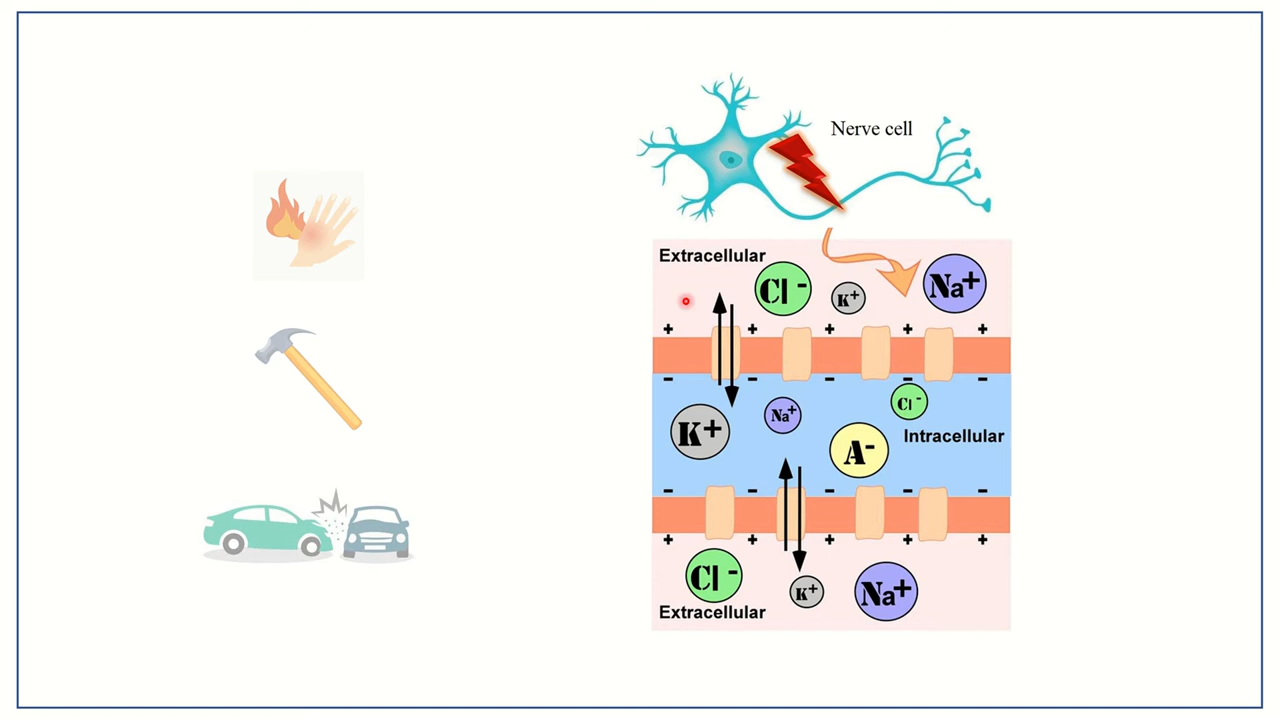 Nerve cell
Extracellular
Cl - K+ Na+
+ + + + +
- - - - -
K+ Na+ Cl -
A- Intracellular
- - - - -
+ + + + +
Cl - K+ Na+
Extracellular